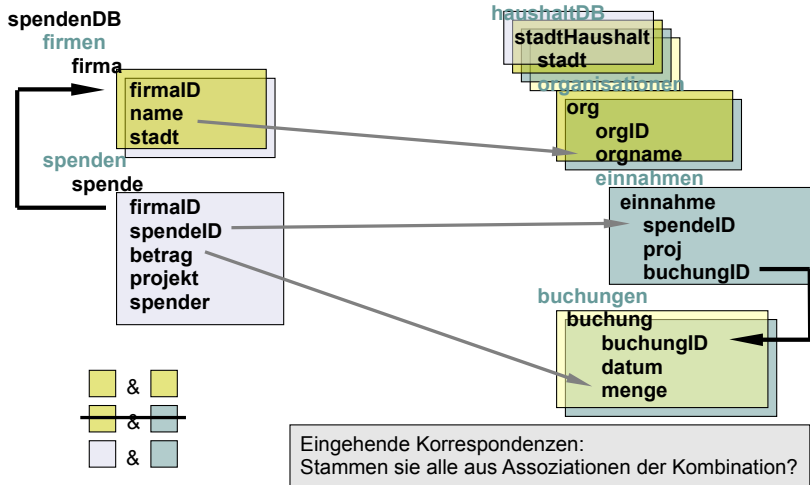 spendenDB
firmen
firma
firmaID
name
stadt
spenden
spende
firmaID
spendeID
betrag
projekt
spender
haushaltDB
stadtHaushalt
stadt
organisationen
org
orgID
orgname
einnahmen
einnahme
spendeID
proj
buchungID
buchungen
buchung
buchungID
datum
menge
&
&
&
Eingehende Korrespondenzen:
Stammen sie alle aus Assoziationen der Kombination?